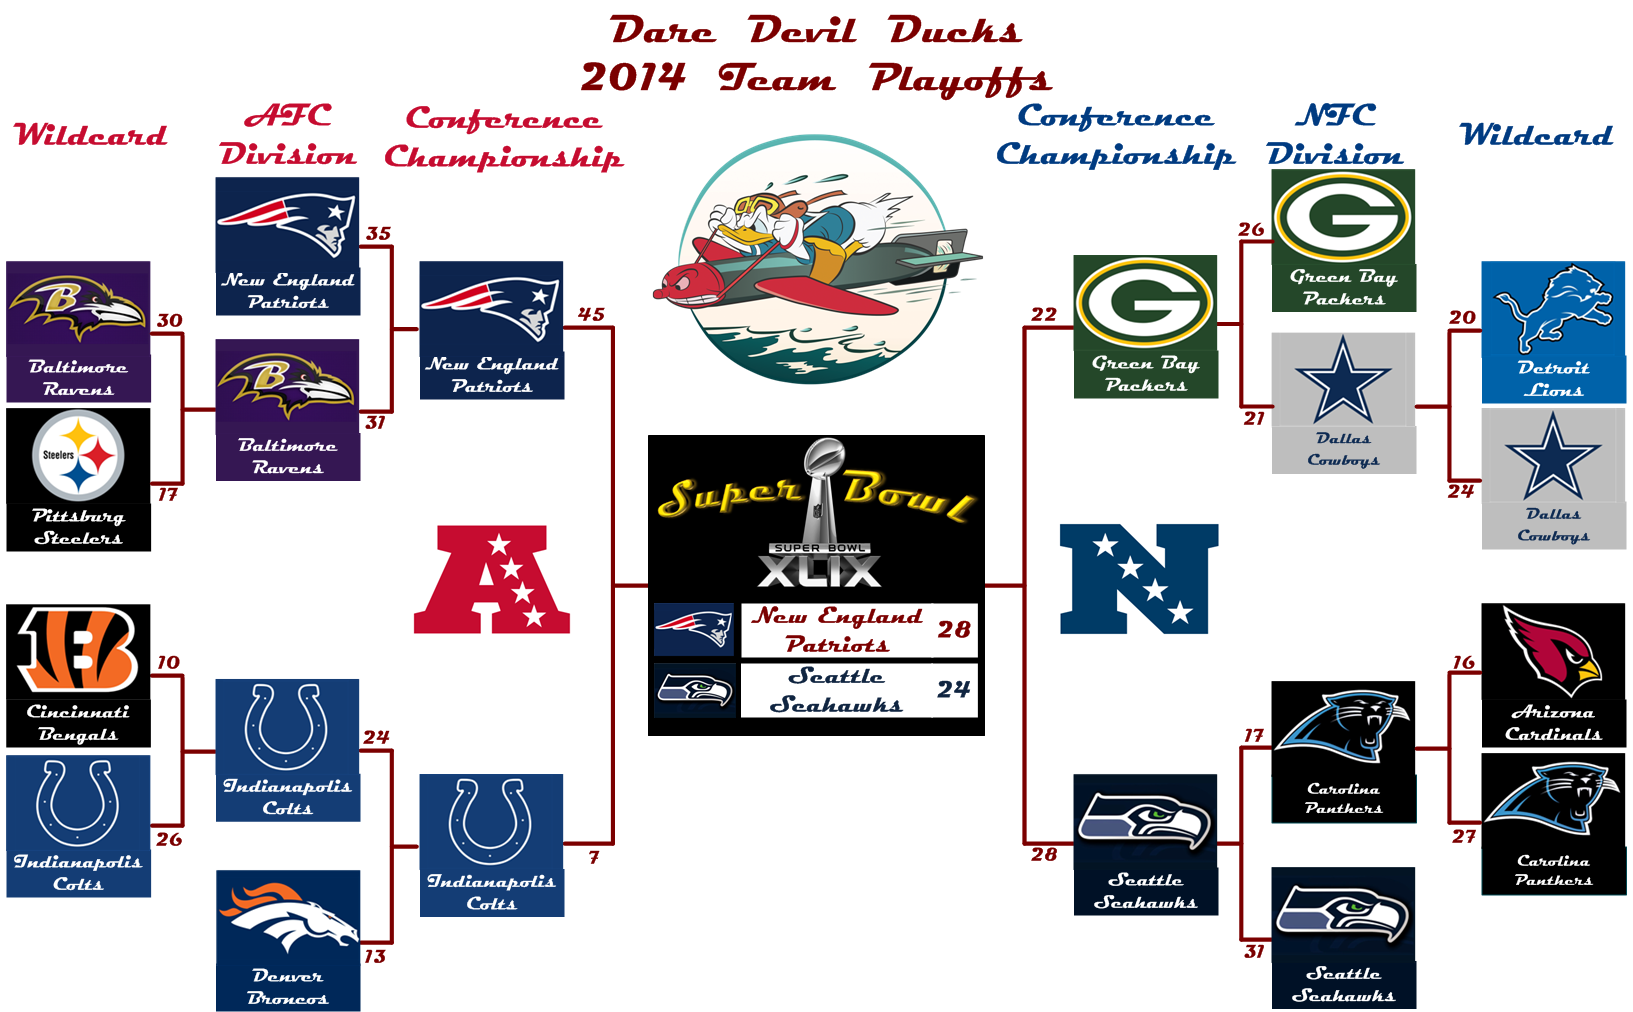 Dare Devil Ducks
2014 Team Playoffs
Wildcard
AFC
Division
Conference
Championship
Conference
Championship
NFC
Division
Wildcard
30
Baltimore
Ravens
Steelers
17
Pittsburg
Steelers
10
Cincinnati
Bengals
26
Indianapolis
Colts
35
New England
Patriots
31
Baltimore
Ravens
24
Indianapolis
Colts
13
Denver
Broncos
45
New England
Patriots
7
Indianapolis
Colts
A
Super Bowl
NFL
SUPER BOWL
XLIX
New England
Patriots
28
Seattle
Seahawks
24
N
22
G
Green Bay
Packers
28
Seattle
Seahawks
26
G
Green Bay
Packers
21
Dallas
Cowboys
17
Carolina
Panthers
31
Seattle
Seahawks
20
Detroit
Lions
24
Dallas
Cowboys
16
Arizona
Cardinals
27
Carolina
Panthers